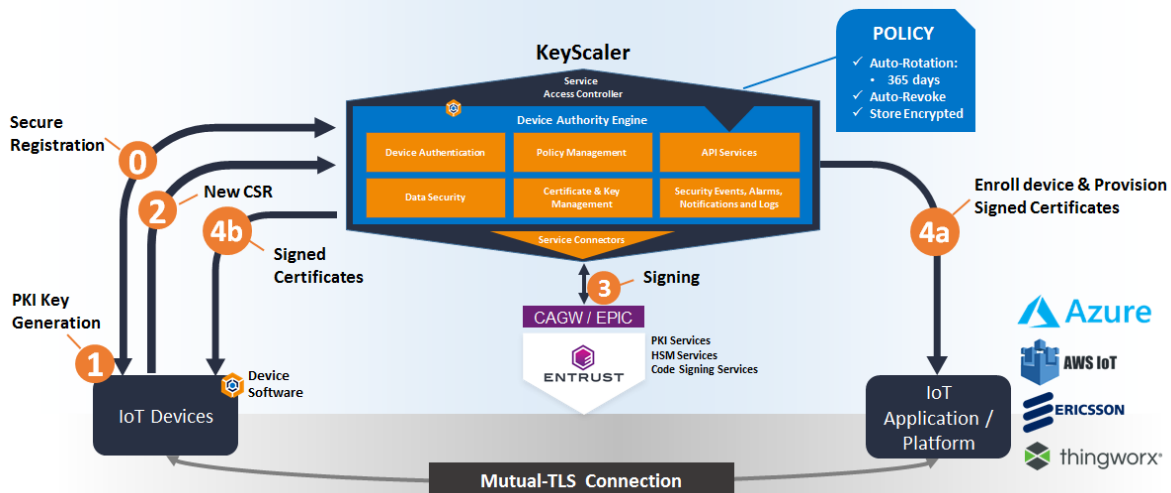 KeyScaler
Service
Access Controller
Device Authority Engine
Device Authentication
Policy Management
API Services
Data Security
Certificate & Key
Management
Security Events, Alarms,
Notifications and Logs
Service Connectors
POLICY
✓ Auto-Rotation:
• 365 days
✓ Auto-Revoke
✓ Store Encrypted
Secure
Registration
0
2
New CSR
4b
Signed
Certificates
PKI Key
Generation
1
Device
Software
IoT Devices
3
Signing
CAGW / EPIC
ENTRUST
PKI Services
HSM Services
Code Signing Services
4a
Enroll device & Provision
Signed Certificates
IoT
Application /
Platform
Azure
AWS IoT
ERICSSON
thingworx®
Mutual-TLS Connection